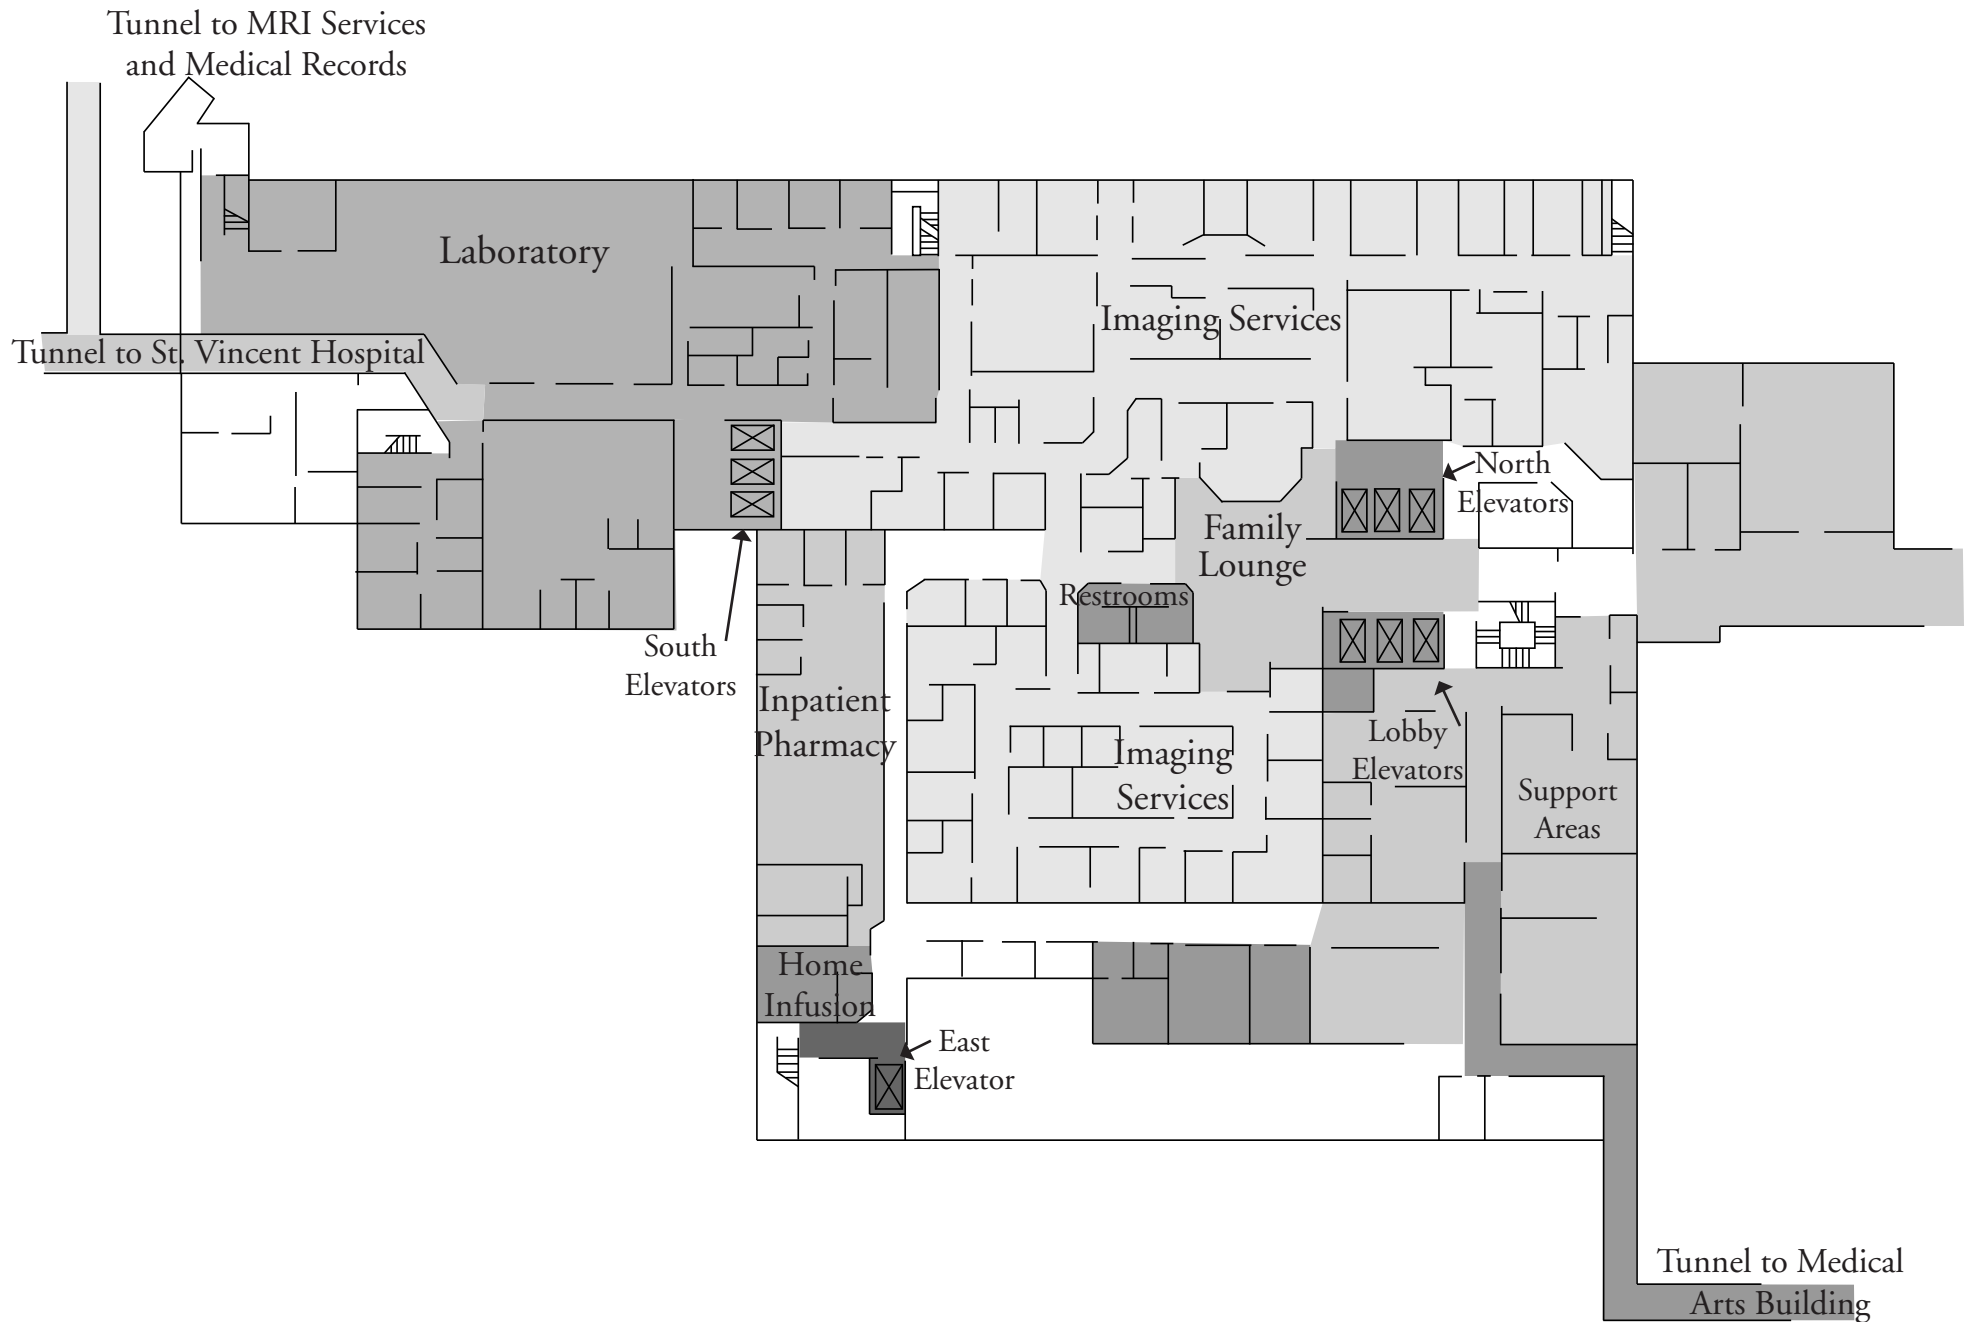 Tunnel to MRI Services
and Medical Records
Laboratory
Imaging Services
Tunnel to St. Vincent Hospital
North
Elevators
Family
Lounge
Restrooms
South
Elevators
Inpatient
Pharmacy
Imaging
Services
Lobby
Elevators
Support
Areas
Home
Infusion
East
Elevator
Tunnel to Medical
Arts Building